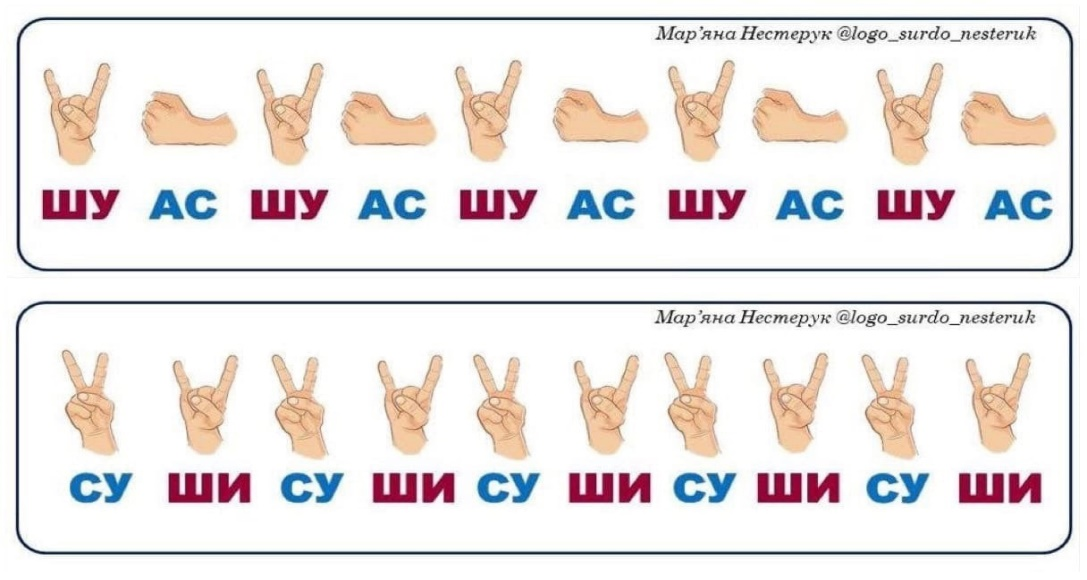 Мар’яна Нестерук @logo_surdo_nesteruk
ШУ АС ШУ АС ШУ АС ШУ АС ШУ АС
Мар’яна Нестерук @logo_surdo_nesteruk
СУ ШИ СУ ШИ СУ ШИ СУ ШИ СУ ШИ